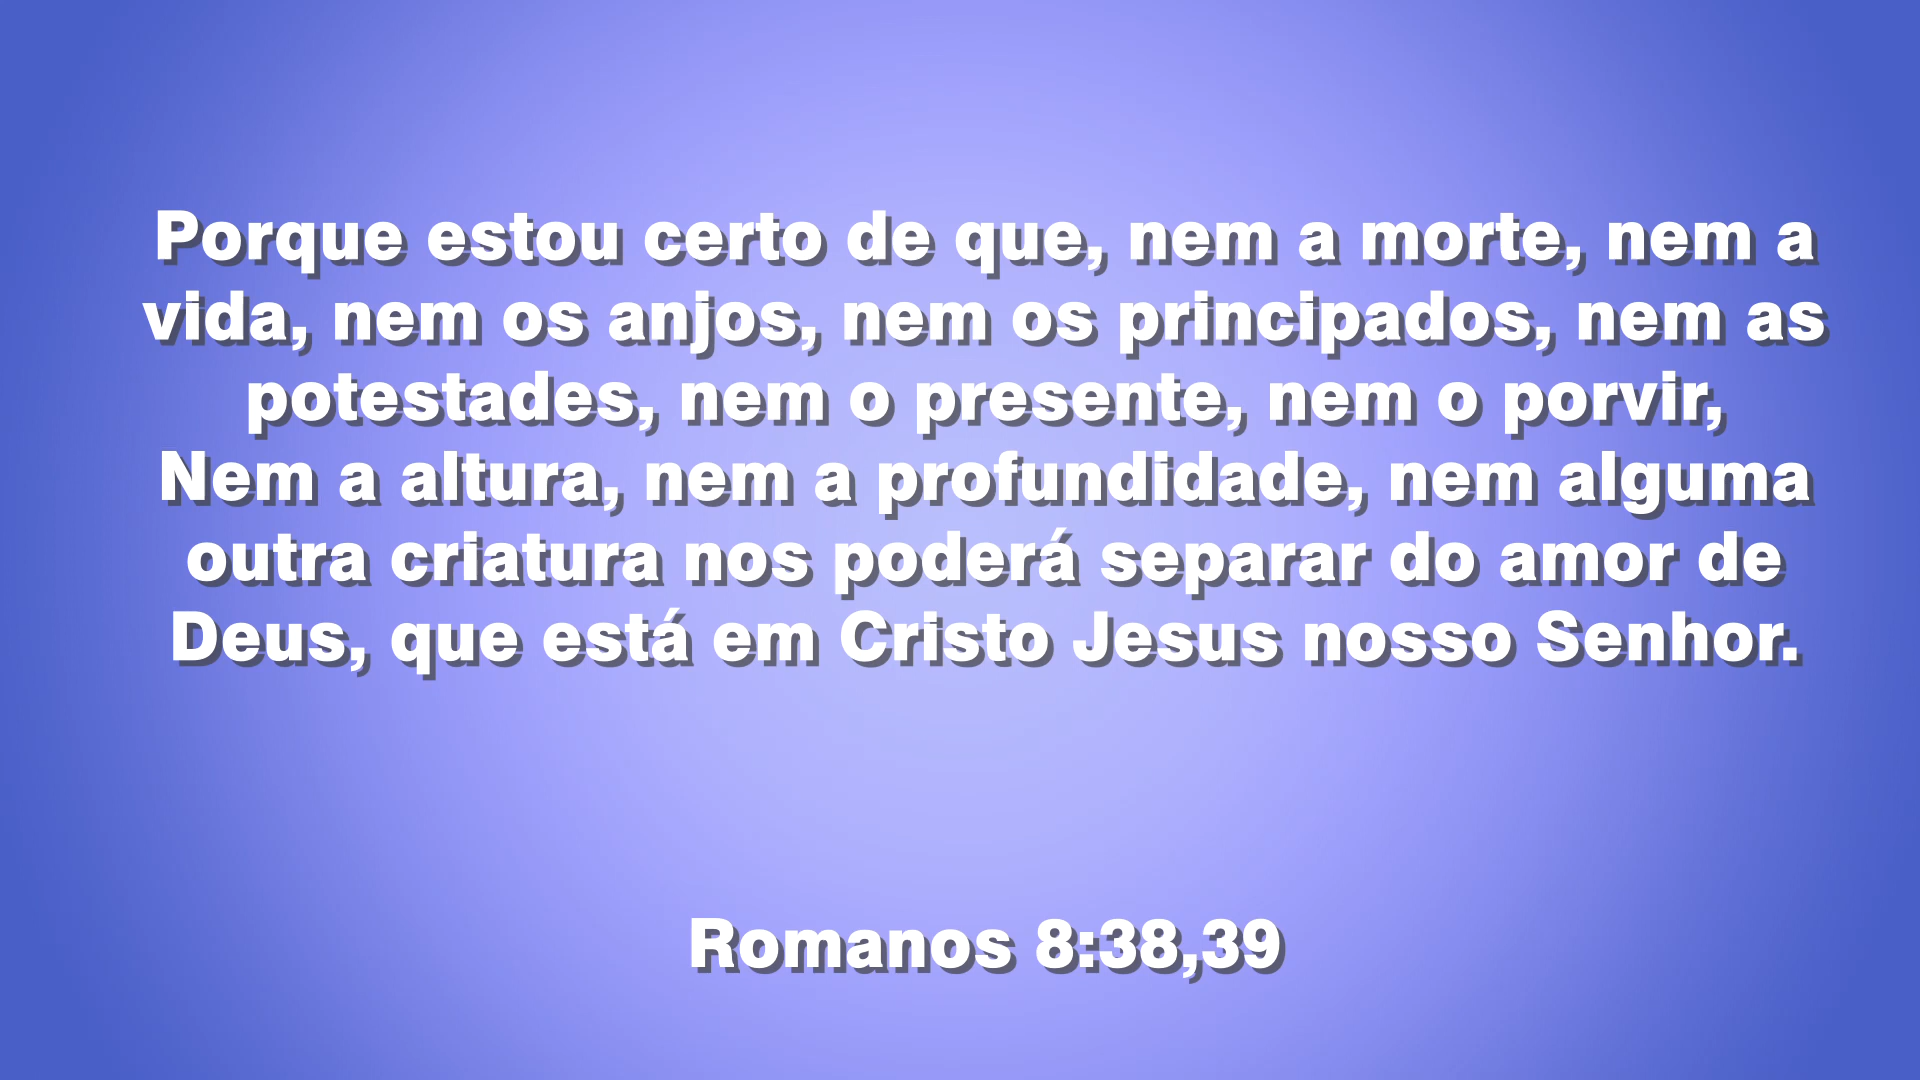 Porque estou certo de que, nem a morte, nem a
vida, nem os anjos, nem os principados, nem as
potestades, nem o presente, nem o porvir,
Nem a altura, nem a profundidade, nem alguma
outra criatura nos poderá separar do amor de
Deus, que está em Cristo Jesus nosso Senhor.
Romanos 8:38,39